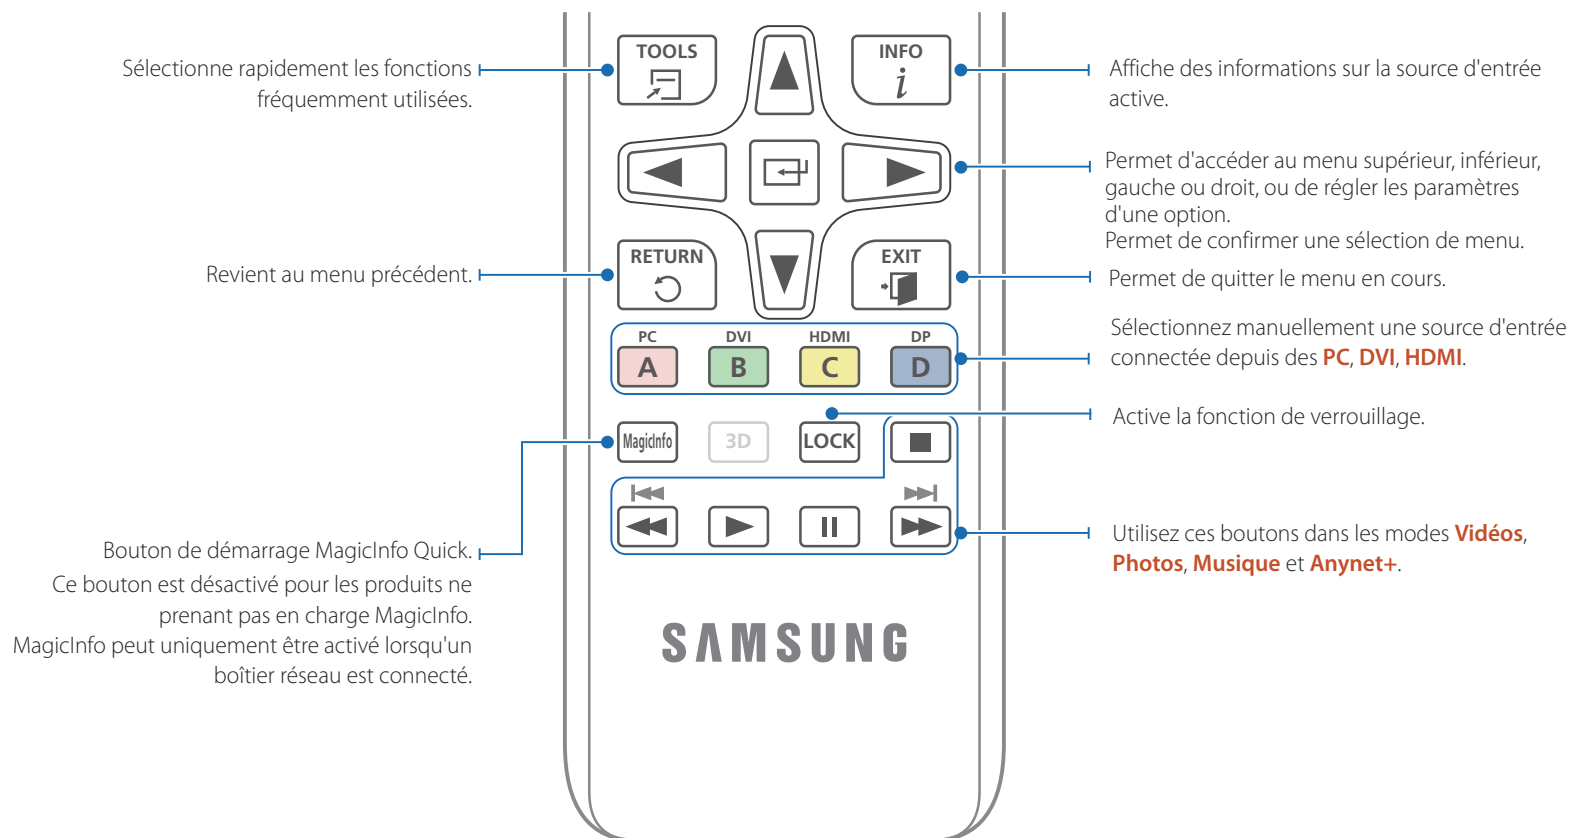 TOOLS
INFO
i
Sélectionne rapidement les fonctions
fréquemment utilisées.
Affiche des informations sur la source d'entrée
active.
Permet d'accéder au menu supérieur, inférieur,
gauche ou droit, ou de régler les paramètres
d'une option.
Permet de confirmer une sélection de menu.
RETURN
EXIT
Revient au menu précédent.
Permet de quitter le menu en cours.
PC DVI HDMI DP
A B C D
Sélectionnez manuellement une source d'entrée
connectée depuis des PC, DVI, HDMI.
Active la fonction de verrouillage.
MagicInfo 3D LOCK
Bouton de démarrage MagicInfo Quick.
Ce bouton est désactivé pour les produits ne
prenant pas en charge MagicInfo.
MagicInfo peut uniquement être activé lorsqu'un
boîtier réseau est connecté.
Utilisez ces boutons dans les modes Vidéos,
Photos, Musique et Anynet+.
SAMSUNG